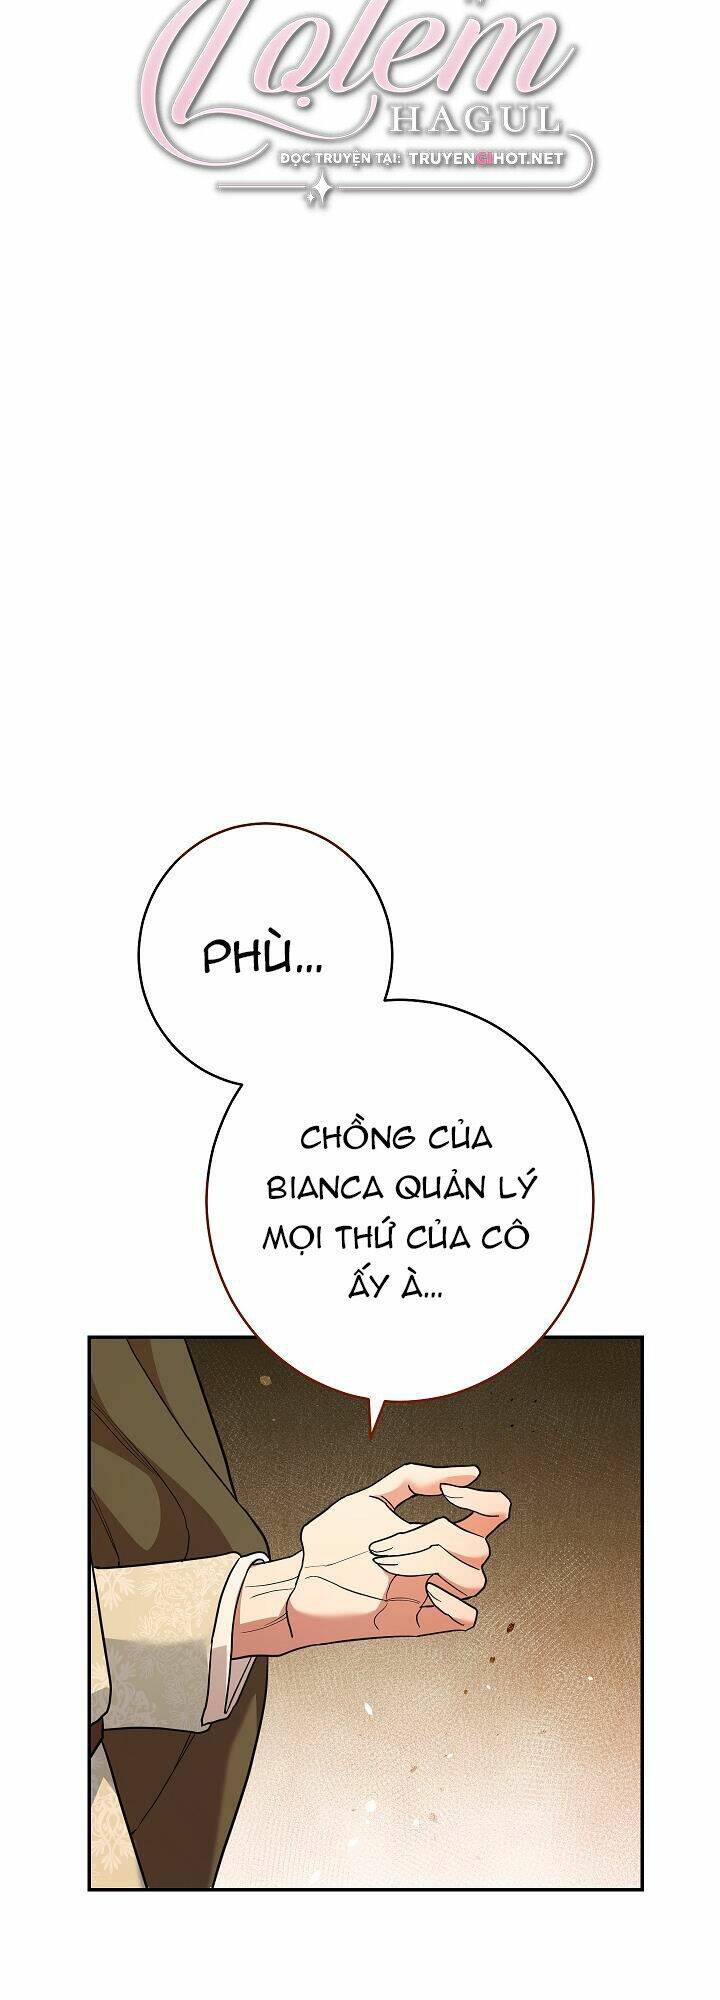 Lọlem
HAGUL
ĐỌC TRUYỆN TẠI: TRUYENGIHOT.NET
PHÙ...
CHỒNG CỦA
BIANCA QUẢN LÝ
MỌI THỨ CỦA CÔ
ẤY À...